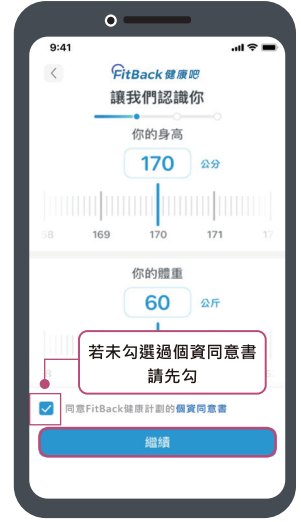 9:41
FitBack健康吧
讓我們認識你
你的身高
170 公分
169 170 171
你的體重
60 公斤
若未勾選過個資同意書
請先勾
同意FitBack健康計劃的個資同意書
繼續